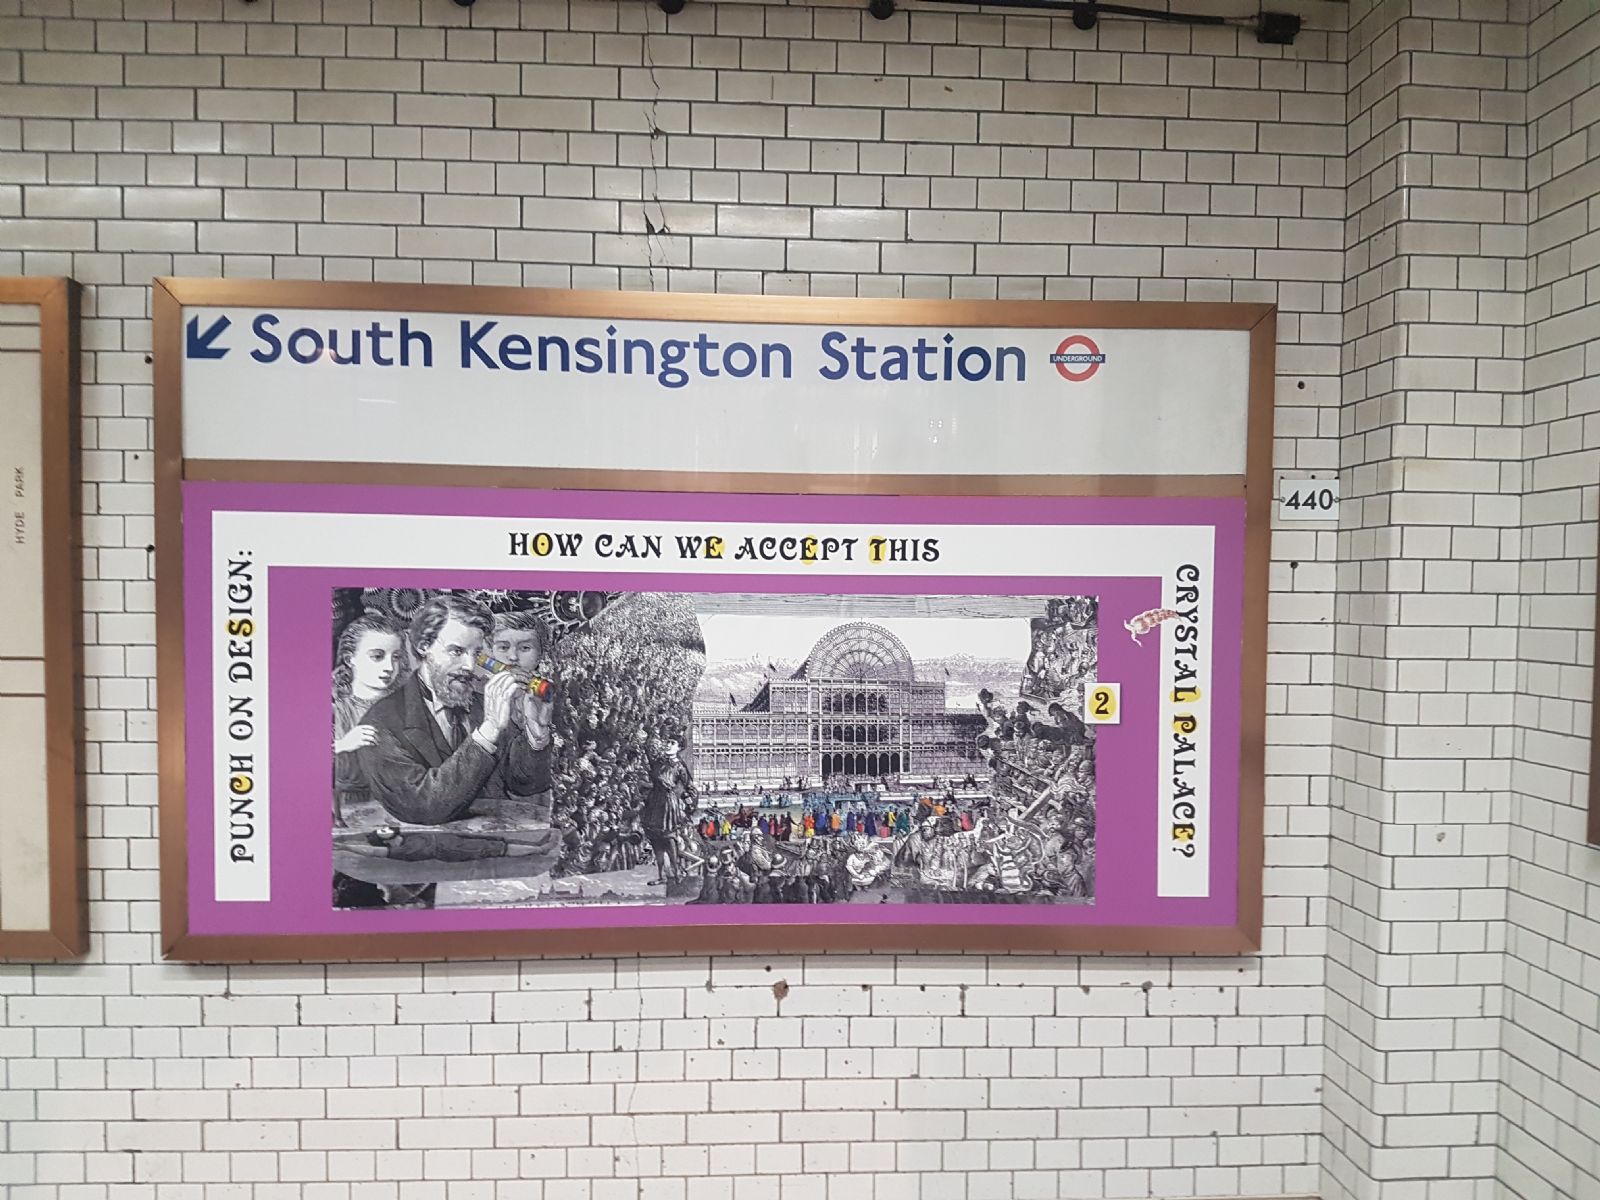 South Kensington Station
UNDERGROUND
HYDE PARK
440
PUNCH ON DESIGN:
HOW CAN WE ACCEPT THIS
CRYSTAL PALACE?
2